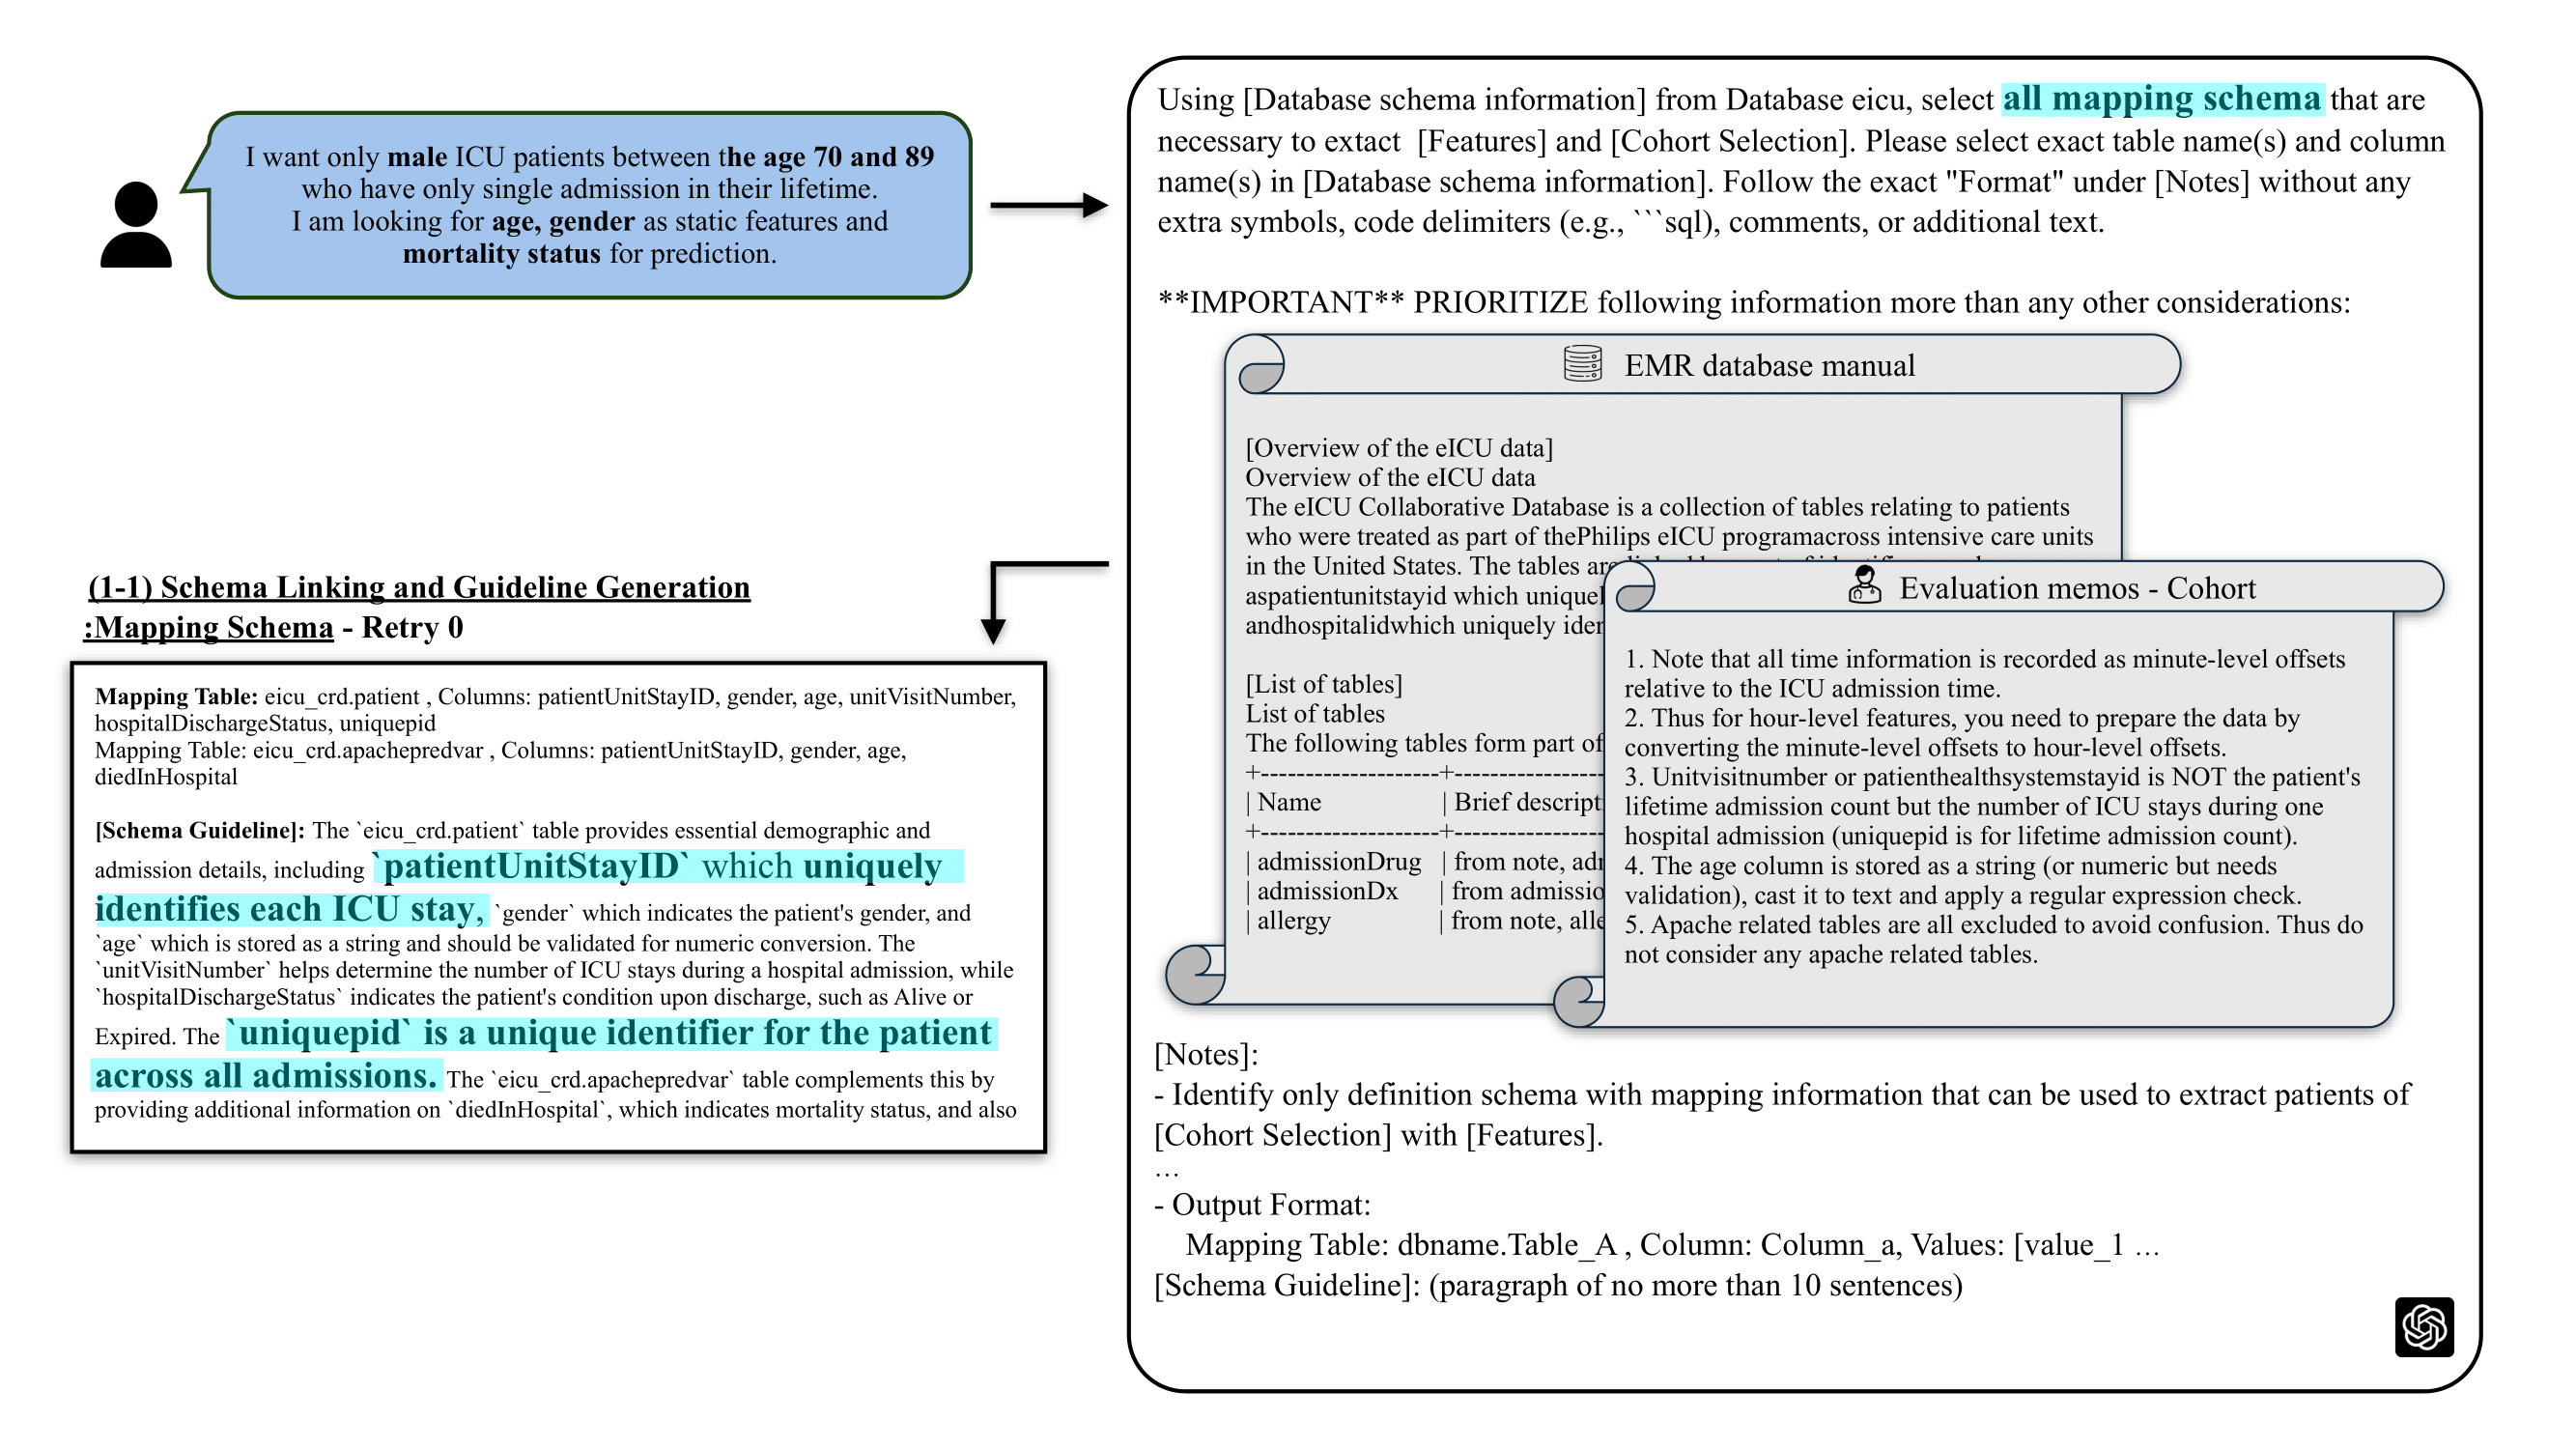 I want only male ICU patients between the age 70 and 89
who have only single admission in their lifetime.
I am looking for age, gender as static features and
mortality status for prediction.
Using [Database schema information] from Database eicu, select all mapping schema that are
necessary to extact [Features] and [Cohort Selection]. Please select exact table name(s) and column
name(s) in [Database schema information]. Follow the exact "Format" under [Notes] without any
extra symbols, code delimiters (e.g., ```sql), comments, or additional text.
**IMPORTANT** PRIORITIZE following information more than any other considerations:
EMR database manual
[Overview of the eICU data]
Overview of the eICU data
The eICU Collaborative Database is a collection of tables relating to patients
who were treated as part of thePhilips eICU programacross intensive care units
in the United States. The tables are
aspatientunitstayid which
andhospitalidwhich uniquely
[List of tables]
List of tables
The following tables form part of
+--------------------+-----------------
| Name | Brief
+--------------------+-----------------
| admissionDrug | from note,
| admissionDx | from
| allergy | from note,
Evaluation memos - Cohort
1. Note that all time information is recorded as minute-level offsets
relative to the ICU admission time.
2. Thus for hour-level features, you need to prepare the data by
converting the minute-level offsets to hour-level offsets.
3. Unitvisitnumber or patienthealthsystemstayid is NOT the patient's
lifetime admission count but the number of ICU stays during one
hospital admission (uniquepid is for lifetime admission count).
4. The age column is stored as a string (or numeric but needs
validation), cast it to text and apply a regular expression check.
5. Apache related tables are all excluded to avoid confusion. Thus do
not consider any apache related tables.
[Notes]:
- Identify only definition schema with mapping information that can be used to extract patients of
[Cohort Selection] with [Features].
...
- Output Format:
Mapping Table: dbname.Table_A , Column: Column_a, Values: [value_1 ...
[Schema Guideline]: (paragraph of no more than 10 sentences)
(1-1) Schema Linking and Guideline Generation
:Mapping Schema - Retry 0
Mapping Table: eicu_crd.patient , Columns: patientUnitStayID, gender, age, unitVisitNumber,
hospitalDischargeStatus, uniquepid
Mapping Table: eicu_crd.apachepredvar , Columns: patientUnitStayID, gender, age,
diedInHospital
[Schema Guideline]: The `eicu_crd.patient` table provides essential demographic and
admission details, including `patientUnitStayID` which uniquely
identifies each ICU stay, `gender` which indicates the patient's gender, and
`age` which is stored as a string and should be validated for numeric conversion. The
`unitVisitNumber` helps determine the number of ICU stays during a hospital admission, while
`hospitalDischargeStatus` indicates the patient's condition upon discharge, such as Alive or
Expired. The `uniquepid` is a unique identifier for the patient
across all admissions. The `eicu_crd.apachepredvar` table complements this by
providing additional information on `diedInHospital`, which indicates mortality status, and also